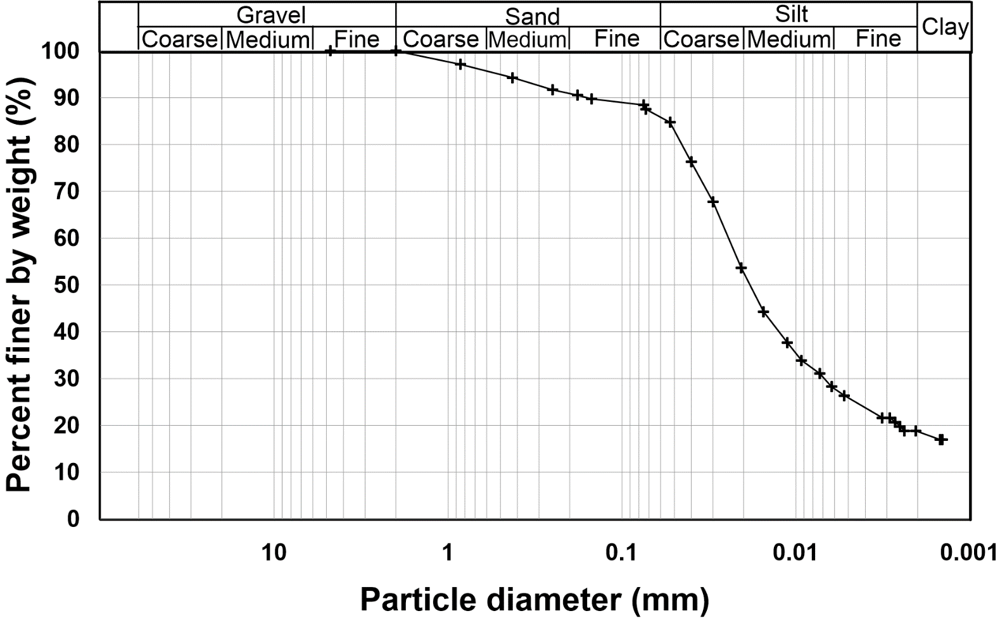 Gravel Sand Silt Clay
Coarse Medium Fine Coarse Medium Fine Coarse Medium Fine
100
90
80
70
60
50
40
30
20
10
0
Percent finer by weight (%)
10 1 0.1 0.01 0.001
Particle diameter (mm)